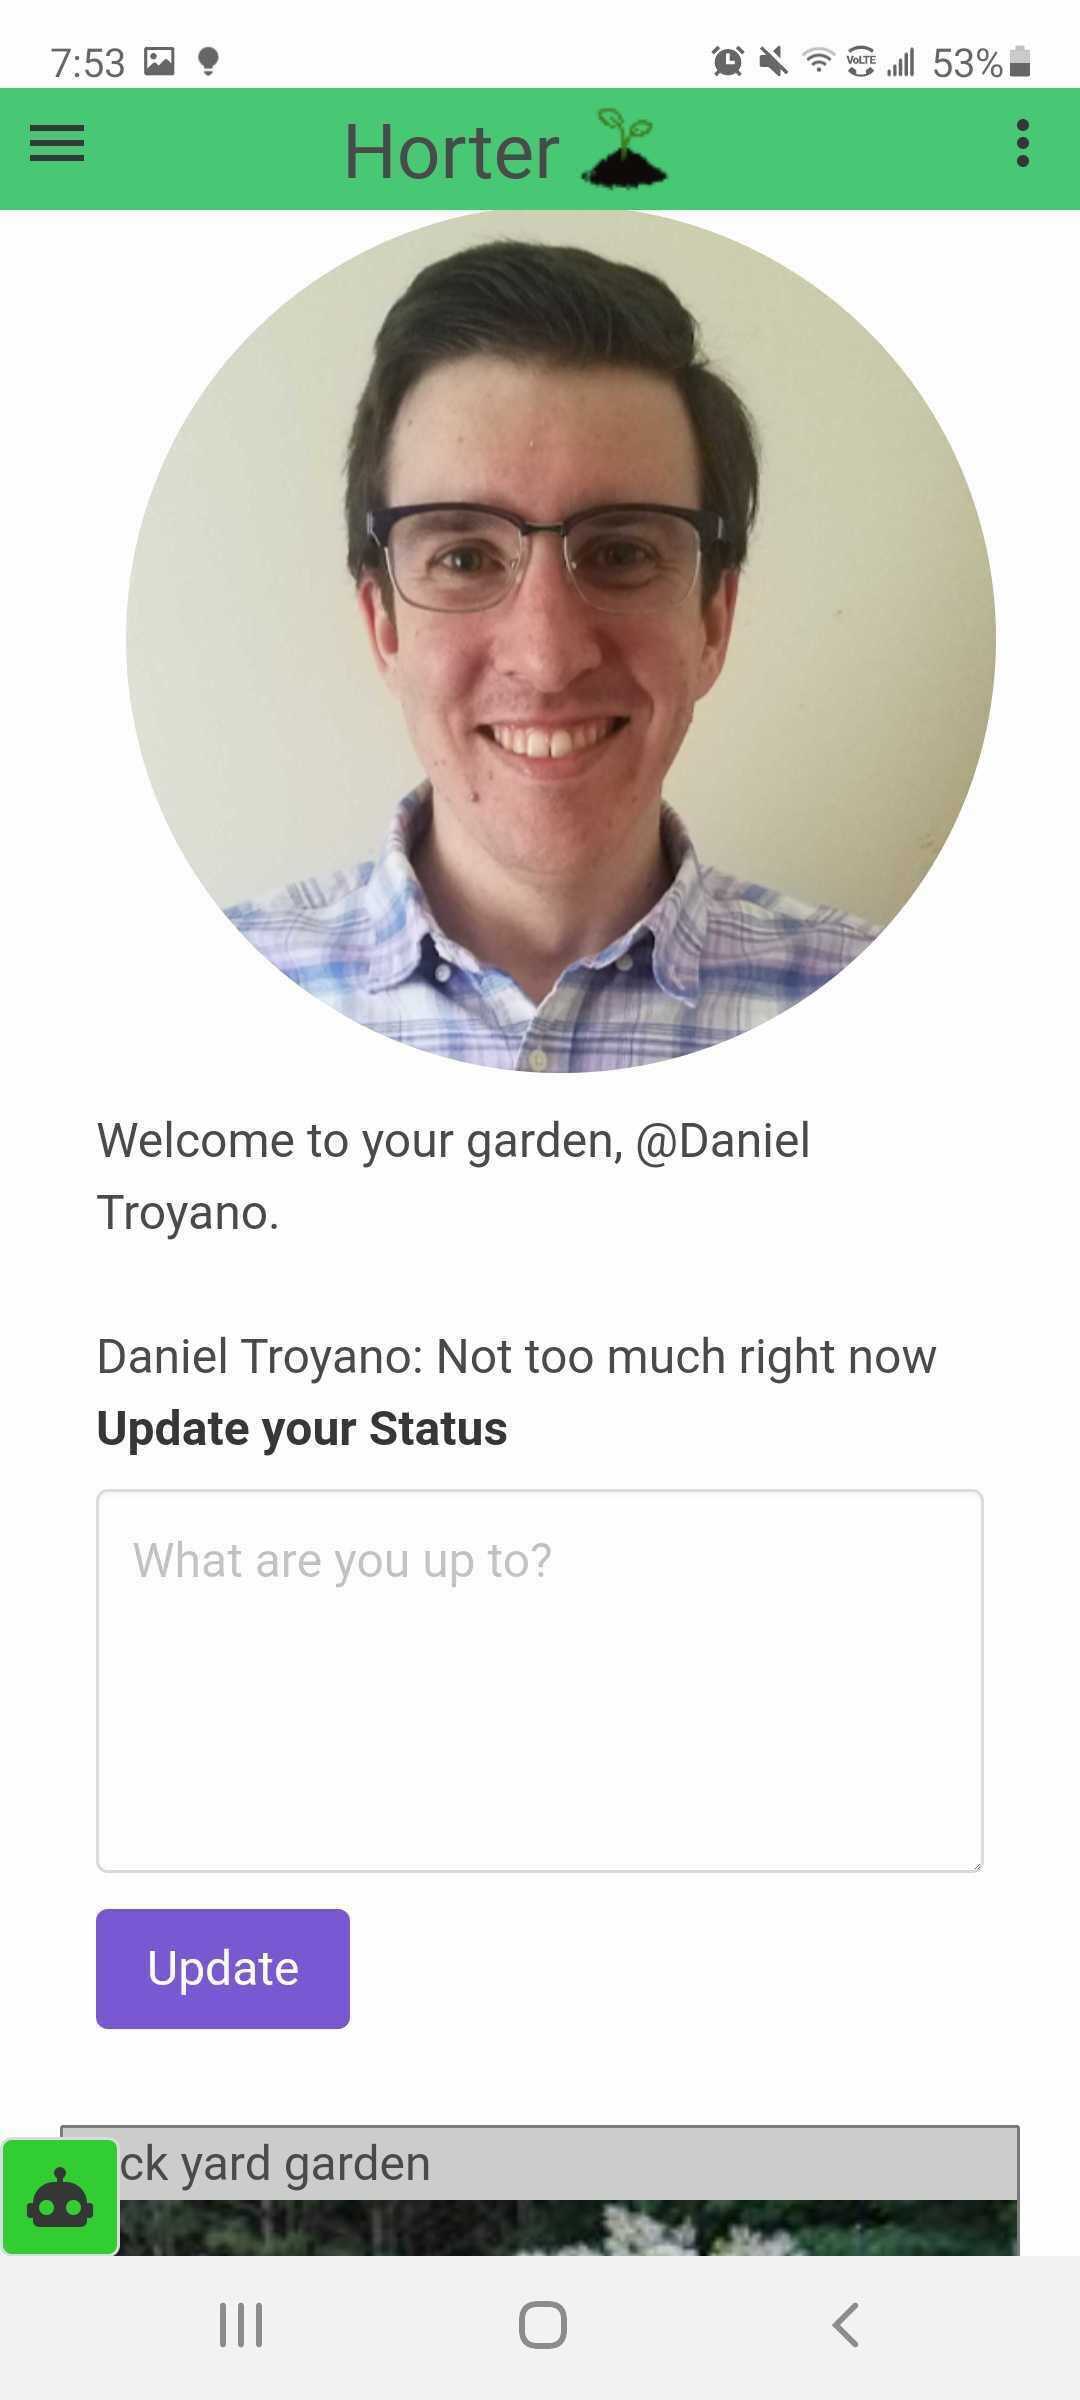 7:53 VoLTE 53%
Horter
Welcome to your garden, @Daniel
Troyano.
Daniel Troyano: Not too much right now
Update your Status
What are you up to?
Update
ck yard garden